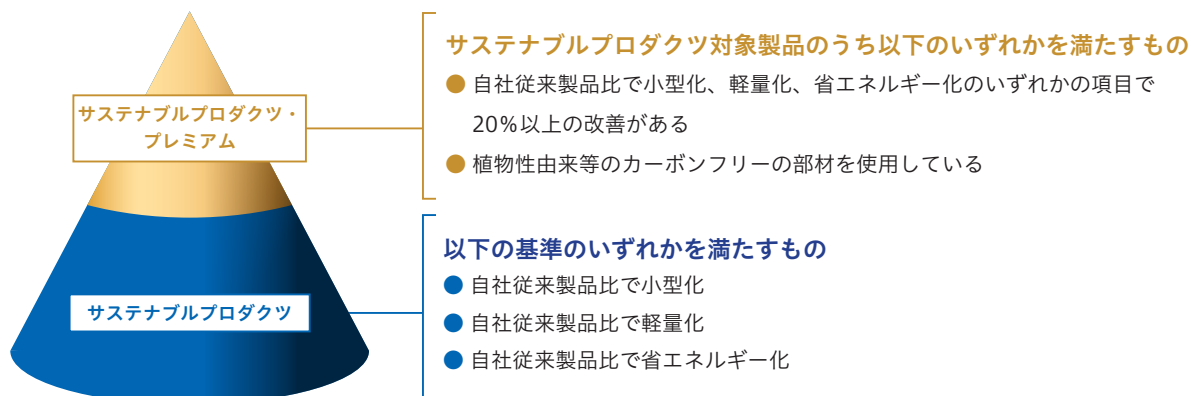 サステナブルプロダクツ対象製品のうち以下のいずれかを満たすもの
● 自社従来製品比で小型化、軽量化、省エネルギー化のいずれかの項目で
20%以上の改善がある
● 植物性由来等のカーボンフリーの部材を使用している
サステナブルプロダクツ・
プレミアム
以下の基準のいずれかを満たすもの
● 自社従来製品比で小型化
● 自社従来製品比で軽量化
● 自社従来製品比で省エネルギー化
サステナブルプロダクツ